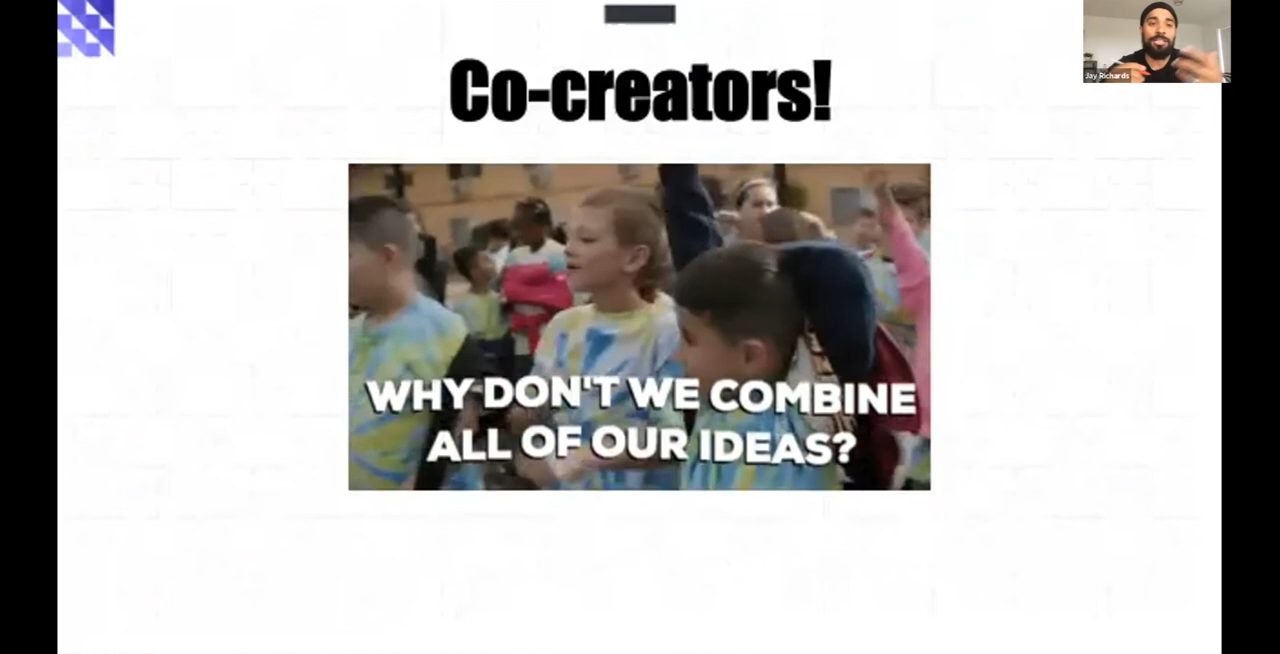 Co-creators!
Jay Richards
WHY DON'T WE COMBINE
ALL OF OUR IDEAS?